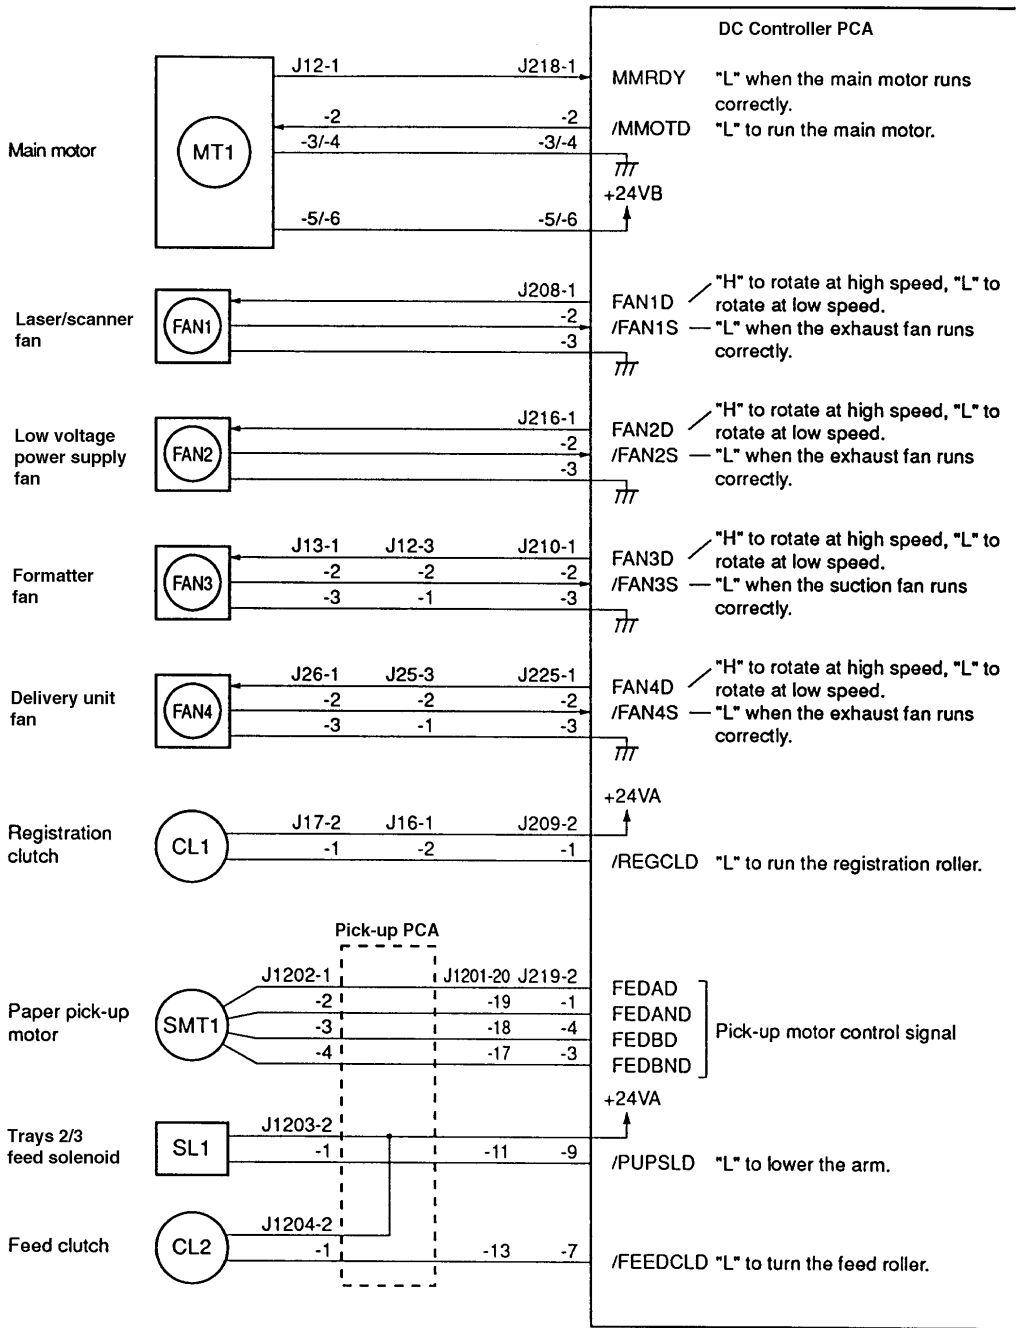 DC Controller PCA
J12-1 J218-1 MMRDY "L" when the main motor runs
correctly.
-2 -2 /MMOTD "L" to run the main motor.
Main motor MT1 -3/-4 -3/-4
+24VB
-5/-6 -5/-6
J208-1 FAN1D "H" to rotate at high speed, "L" to
rotate at low speed.
Laser/scanner
fan
FAN1 -2 /FAN1S "L" when the exhaust fan runs
correctly.
-3
J216-1 FAN2D "H" to rotate at high speed, "L" to
rotate at low speed.
Low voltage
power supply
fan
FAN2 -2 /FAN2S "L" when the exhaust fan runs
correctly.
-3
J13-1 J12-3 J210-1 FAN3D "H" to rotate at high speed, "L" to
rotate at low speed.
Formatter
fan
FAN3 -2 -2 -2 /FAN3S "L" when the suction fan runs
correctly.
-3 -1 -3
J26-1 J25-3 J225-1 FAN4D "H" to rotate at high speed, "L" to
rotate at low speed.
Delivery unit
fan
FAN4 -2 -2 -2 /FAN4S "L" when the exhaust fan runs
correctly.
-3 -1 -3
+24VA
Registration
clutch
CL1 J17-2 J16-1 J209-2
-1 -2 -1 /REGCLD "L" to run the registration roller.
Pick-up PCA
J1202-1 J1201-20 J219-2 FEDAD
Paper pick-up
motor
SMT1 -2 -19 -1 FEDAND
-3 -18 -4 FEDBD
Pick-up motor control signal
-4 -17 -3 FEDBND
+24VA
Trays 2/3
feed solenoid
SL1 J1203-2
-1 -11 -9 /PUPSLD "L" to lower the arm.
J1204-2
Feed clutch CL2
-1 -13 -7 /FEEDCLD "L" to turn the feed roller.